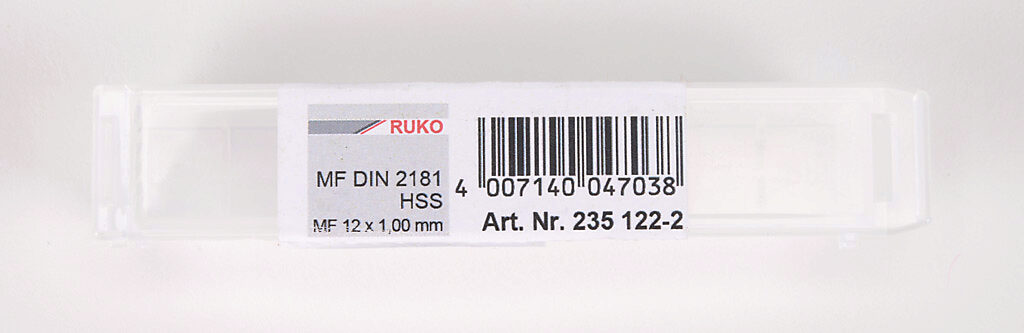 RUKO
MF DIN 2181
HSS
MF 12 x 1,00 mm
4 007140 047038
Art. Nr. 235 122-2